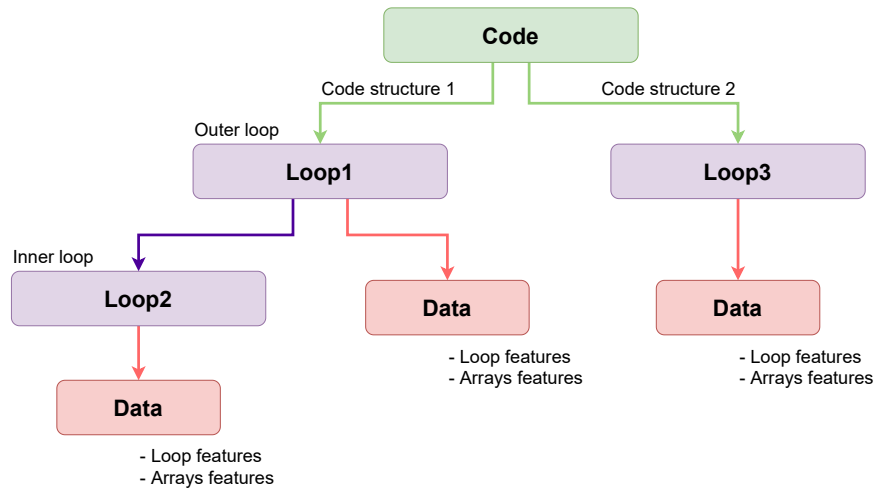 Code
Code structure 1
Code structure 2
Outer loop
Loop1
Loop3
Inner loop
Loop2
Data
Data
- Loop features
- Arrays features
- Loop features
- Arrays features
Data
- Loop features
- Arrays features